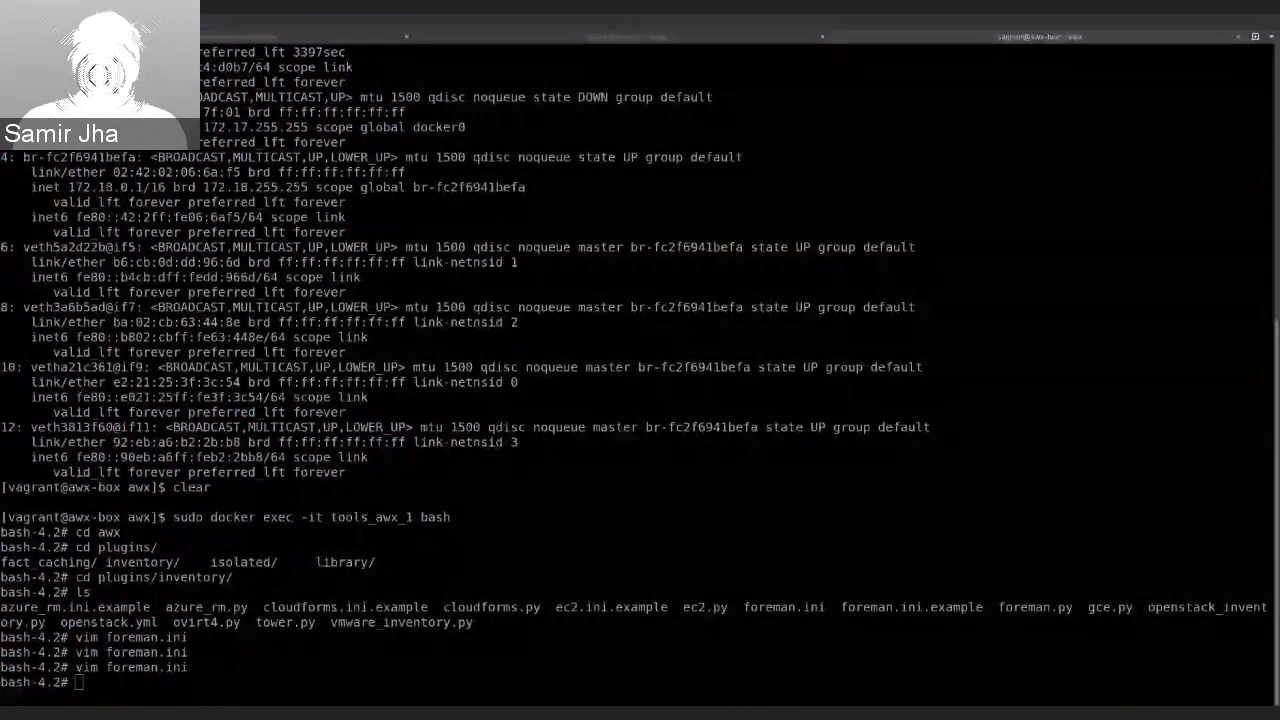 vagrant@awx-box:~/awx
referred_lft 3397sec
c4:d0b7/64 scope link
referred_lft forever
ROADCAST,MULTICAST,UP> mtu 1500 qdisc noqueue state DOWN group default
7f:01 brd ff:ff:ff:ff:ff:ff
172.17.255.255 scope global docker0
referred_lft forever
Samir Jha
4: br-fc2f6941befa: <BROADCAST,MULTICAST,UP,LOWER_UP> mtu 1500 qdisc noqueue state UP group default
link/ether 02:42:02:06:6a:f5 brd ff:ff:ff:ff:ff:ff
inet 172.18.0.1/16 brd 172.18.255.255 scope global br-fc2f6941befa
valid_lft forever preferred_lft forever
inet6 fe80::42:2ff:fe06:6af5/64 scope link
valid_lft forever preferred_lft forever
6: veth5a2d22b@if5: <BROADCAST,MULTICAST,UP,LOWER_UP> mtu 1500 qdisc noqueue master br-fc2f6941befa state UP group default
link/ether b6:cb:0d:dd:96:6d brd ff:ff:ff:ff:ff:ff link-netnsid 1
inet6 fe80::b4cb:dff:fedd:966d/64 scope link
valid_lft forever preferred_lft forever
8: veth3a6b5ad@if7: <BROADCAST,MULTICAST,UP,LOWER_UP> mtu 1500 qdisc noqueue master br-fc2f6941befa state UP group default
link/ether ba:02:cb:63:44:8e brd ff:ff:ff:ff:ff:ff link-netnsid 2
inet6 fe80::b802:cbff:fe63:448e/64 scope link
valid_lft forever preferred_lft forever
10: vetha21c361@if9: <BROADCAST,MULTICAST,UP,LOWER_UP> mtu 1500 qdisc noqueue master br-fc2f6941befa state UP group default
link/ether e2:21:25:3f:3c:54 brd ff:ff:ff:ff:ff:ff link-netnsid 0
inet6 fe80::e021:25ff:fe3f:3c54/64 scope link
valid_lft forever preferred_lft forever
12: veth3813f60@if11: <BROADCAST,MULTICAST,UP,LOWER_UP> mtu 1500 qdisc noqueue master br-fc2f6941befa state UP group default
link/ether 92:eb:a6:b2:2b:b8 brd ff:ff:ff:ff:ff:ff link-netnsid 3
inet6 fe80::90eb:a6ff:feb2:2bb8/64 scope link
valid_lft forever preferred_lft forever
[vagrant@awx-box awx]$ clear
[vagrant@awx-box awx]$ sudo docker exec -it tools_awx_1 bash
bash-4.2# cd awx
bash-4.2# cd plugins/
fact_caching/ inventory/ isolated/ library/
bash-4.2# cd plugins/inventory/
bash-4.2# ls
azure_rm.ini.example azure_rm.py cloudforms.ini.example cloudforms.py ec2.ini.example ec2.py foreman.ini foreman.ini.example foreman.py gce.py openstack_invent
ory.py openstack.yml ovirt4.py tower.py vmware_inventory.py
bash-4.2# vim foreman.ini
bash-4.2# vim foreman.ini
bash-4.2# vim foreman.ini
bash-4.2#